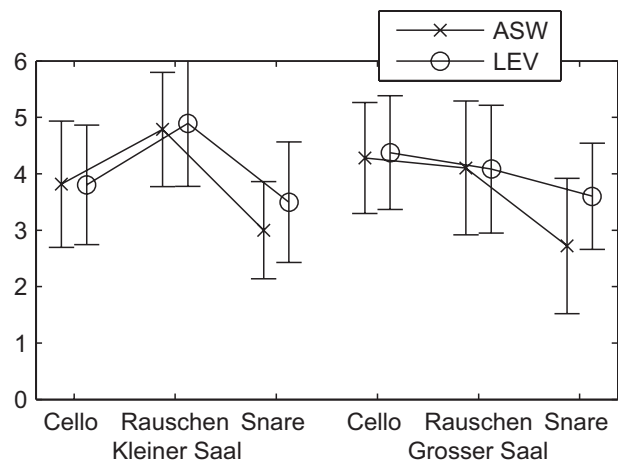 ASW
LEV
6
5
4
3
2
1
0
Cello Rauschen Snare Cello Rauschen Snare
Kleiner Saal Grosser Saal